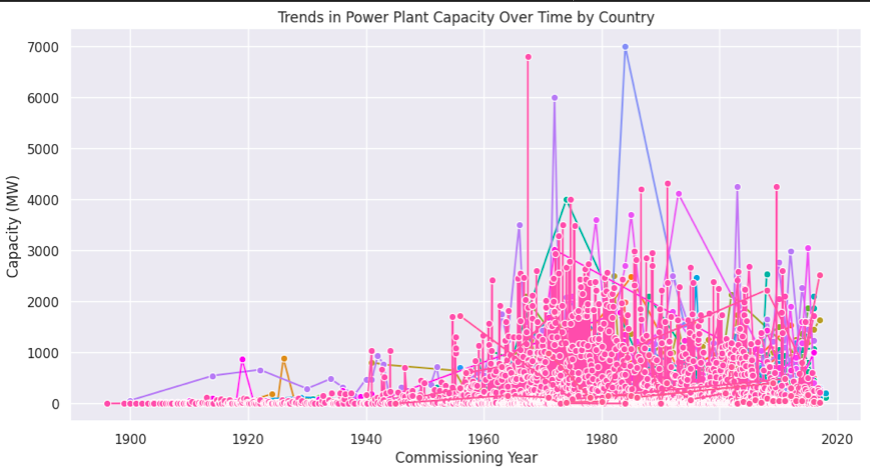 Trends in Power Plant Capacity Over Time by Country
7000
6000
5000
4000
3000
2000
1000
0
Capacity (MW)
1900 1920 1940 1960 1980 2000 2020
Commissioning Year